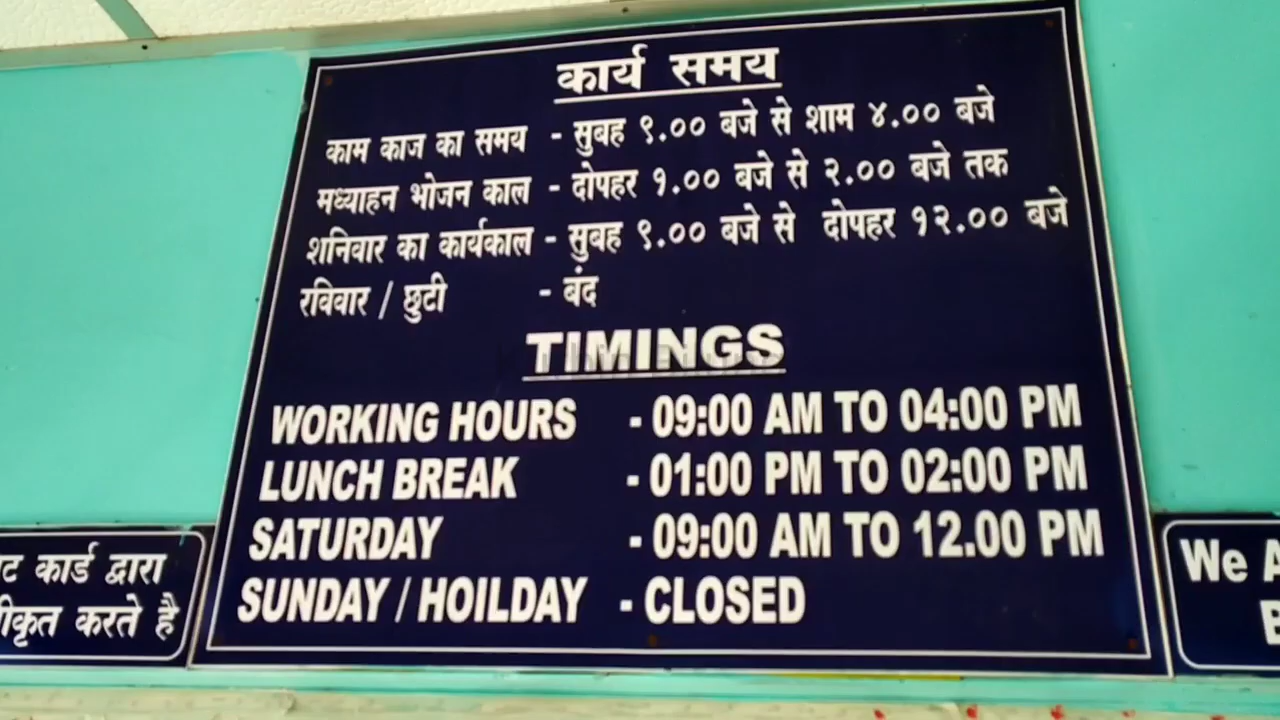 कार्य समय
काम काज का समय - सुबह ९.०० बजे से शाम ४.०० बजे
मध्याहन भोजन काल - दोपहर १.०० बजे से २.०० बजे तक
शनिवार का कार्यकाल - सुबह ९.०० बजे से दोपहर १२.०० बजे
रविवार / छुटी - बंद
TIMINGS
WORKING HOURS - 09:00 AM TO 04:00 PM
LUNCH BREAK - 01:00 PM TO 02:00 PM
SATURDAY - 09:00 AM TO 12.00 PM
SUNDAY / HOILDAY - CLOSED
कार्ड द्वारा
करते है
We